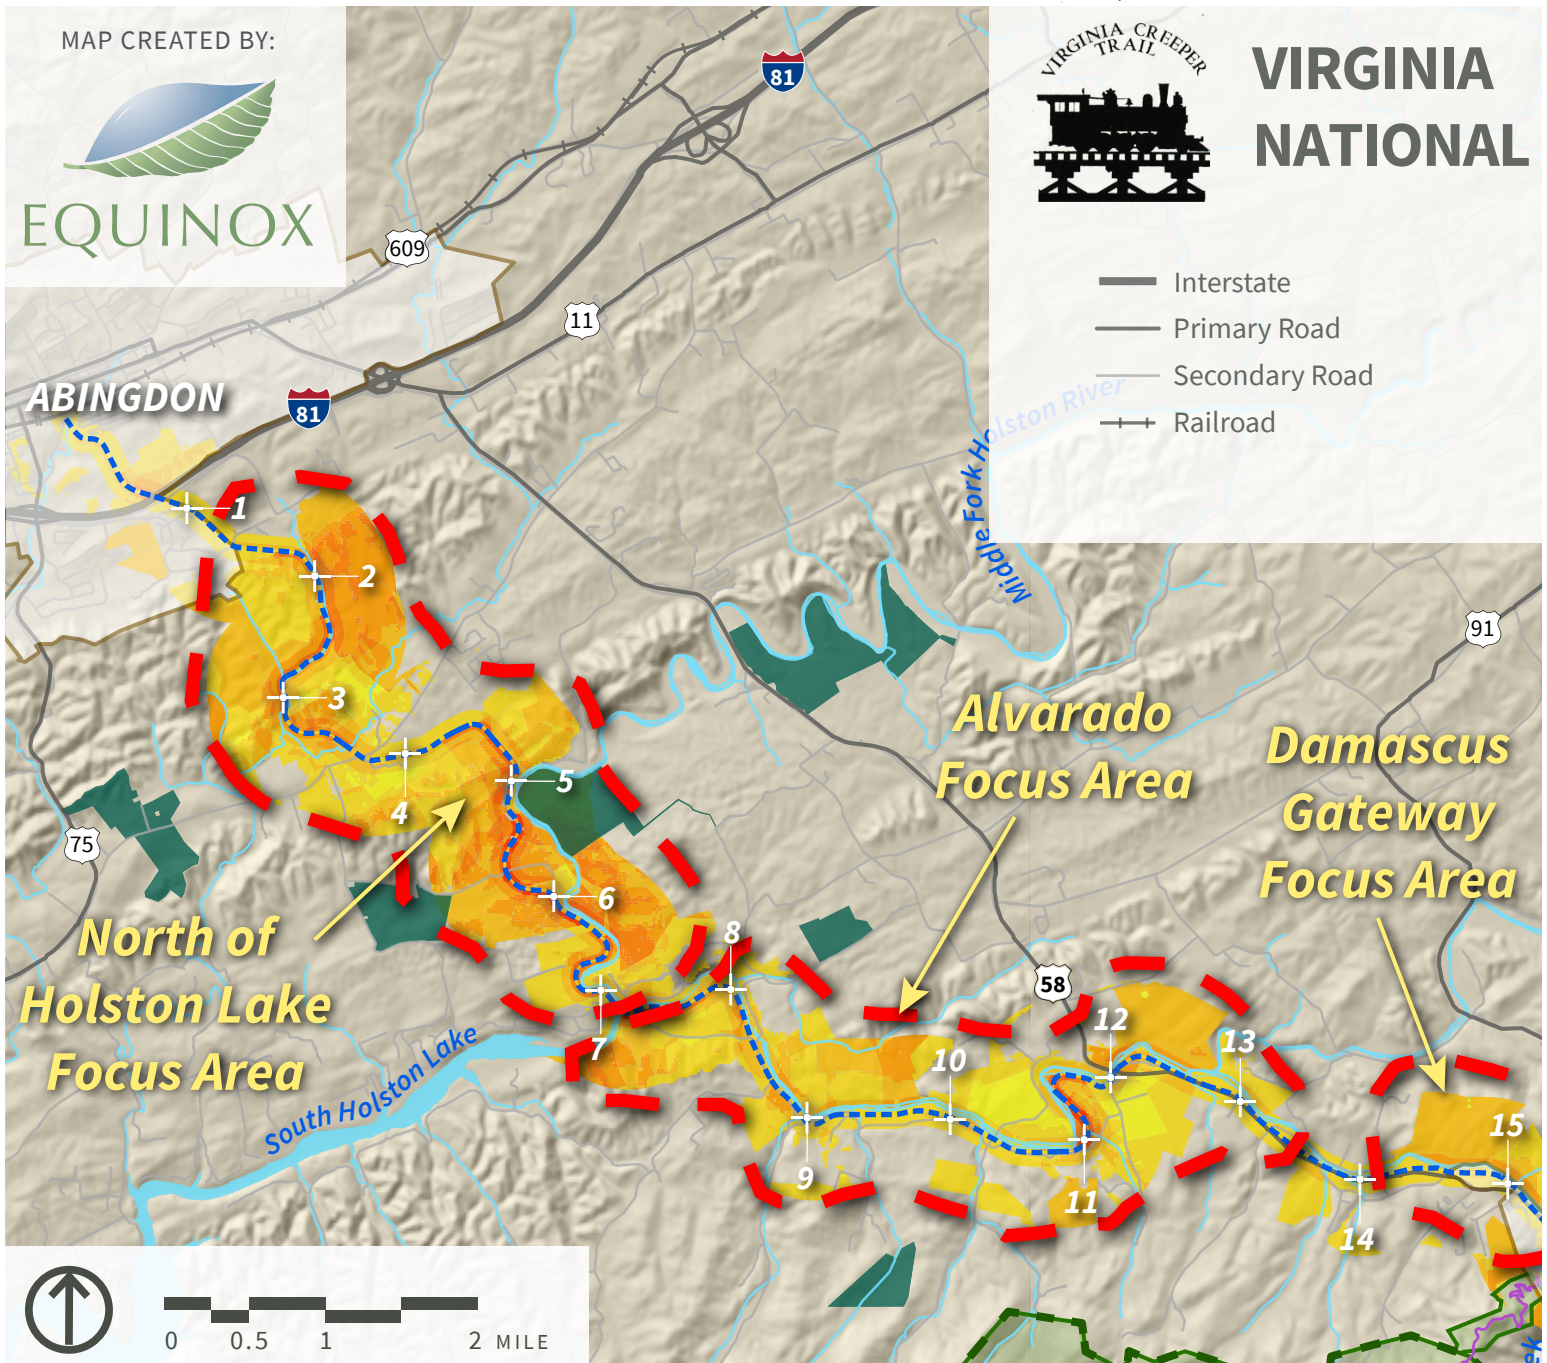 MAP CREATED BY:
EQUINOX
VIRGINIA CREEPER
TRAIL
VIRGINIA
NATIONAL
Interstate
Primary Road
Secondary Road
Railroad
81
609
11
ABINGDON
81
Middle Fork Holston River
1
2
91
3
Alvarado
Focus Area
Damascus
Gateway
Focus Area
4
5
75
6
North of
Holston Lake
Focus Area
8
58
7
12
13
10
South Holston Lake
15
9
11
14
0 0.5 1 2 MILE